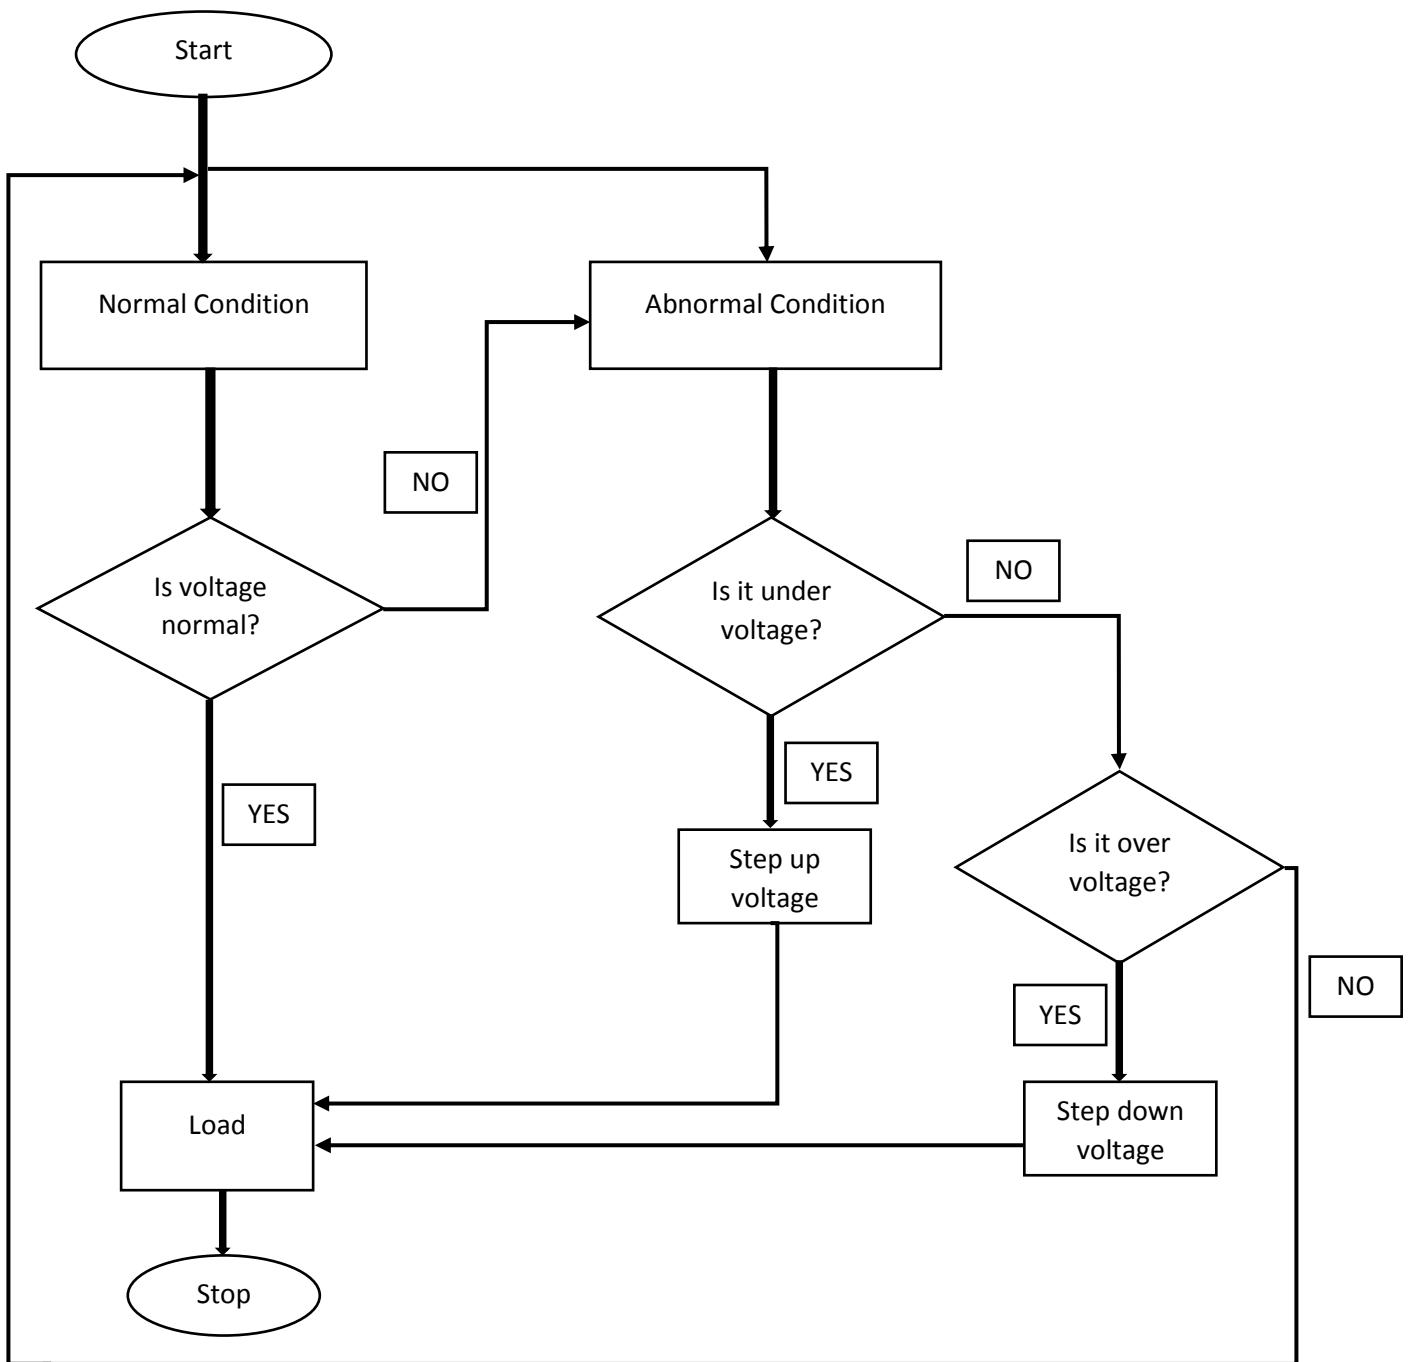 Start
Normal Condition
Abnormal Condition
NO
Is voltage
normal?
Is it under
voltage?
NO
YES
YES
Step up
voltage
Is it over
voltage?
NO
YES
Load
Step down
voltage
Stop